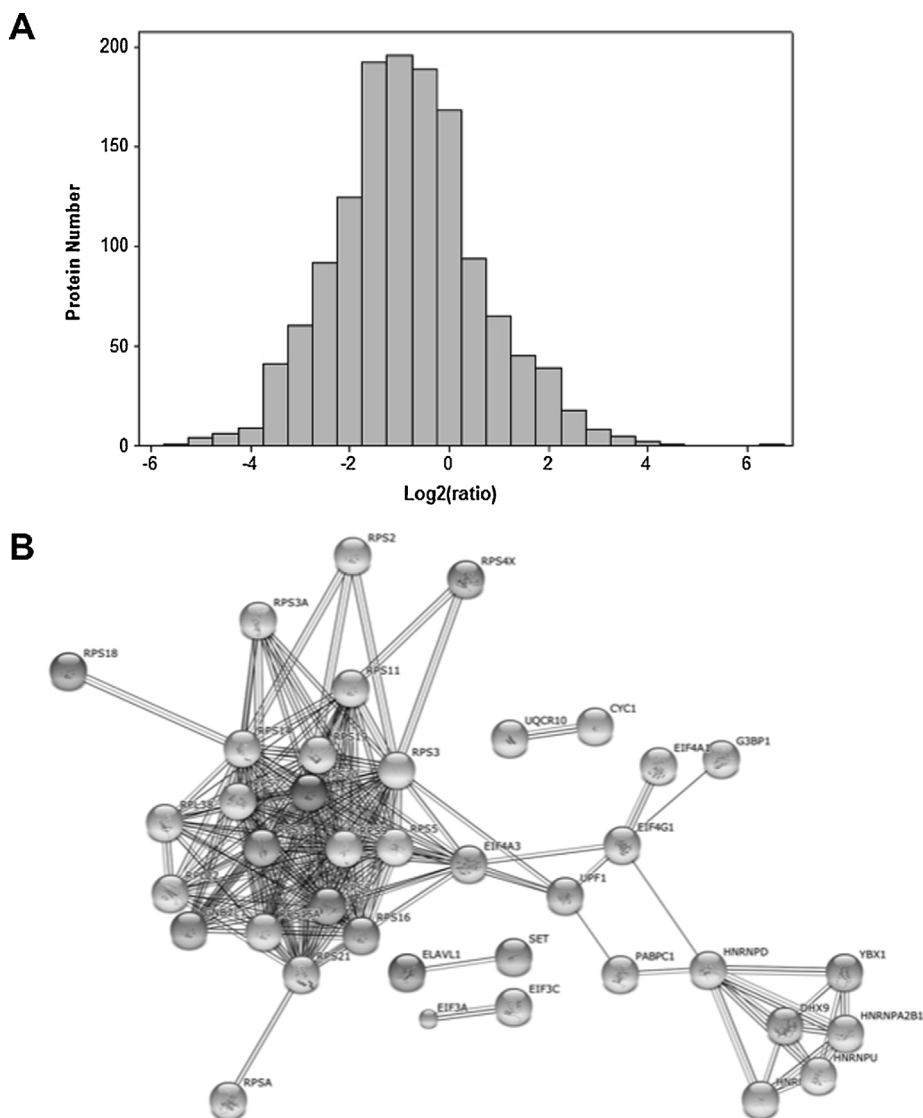 A
200
150
100
50
0
Protein Number
-6
-4
-2
0
2
4
6
Log2(ratio)
B
RPS2
RPS4X
RPS3A
RPS18
RPS11
UQCR10
CYC1
RPS3
EIF4A1
G3BP1
RPL38
RPS5
EIF4A3
EIF4G1
UPF1
RPS16
RPS21
ELAVL1
SET
PABPC1
HNRNPD
YBX1
EIF3A
EIF3C
DHX9
HNRNPA2B1
HNRNPU
RPSA